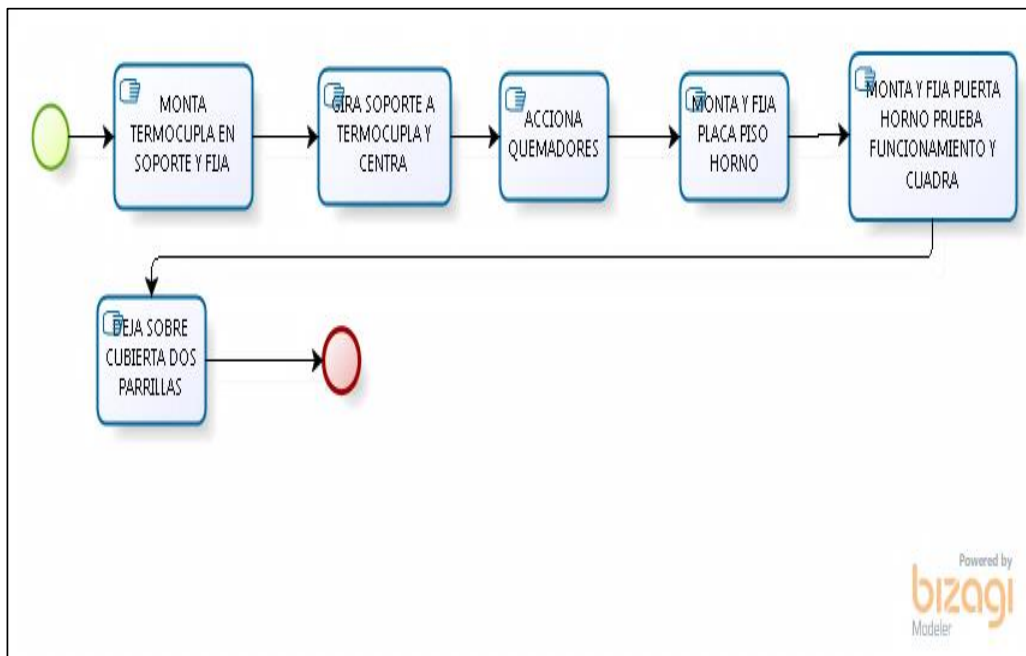 MONTA
TERMOCUPLA EN
SOPORTE Y FIJA
GIRA SOPORTE A
TERMOCUPLA Y
CENTRA
ACCIONA
QUEMADORES
MONTA Y FIJA
PLACA PISO
HORNO
MONTA Y FIJA PUERTA
HORNO PRUEBA
FUNCIONAMIENTO Y
CUADRA
DEJA SOBRE
CUBIERTA DOS
PARRILLAS
Powered by
bizagi
Modeler